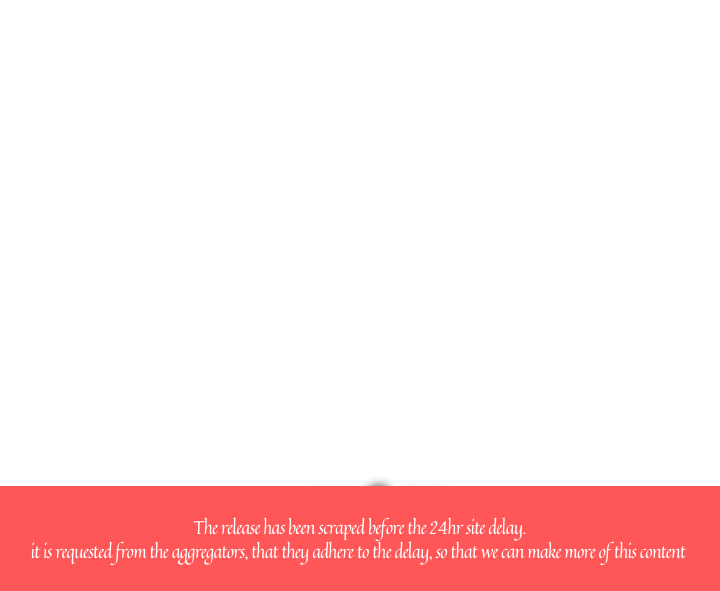 The release has been scraped before the 24hr site delay.
it is requested from the aggregators, that they adhere to the delay, so that we can make more of this content